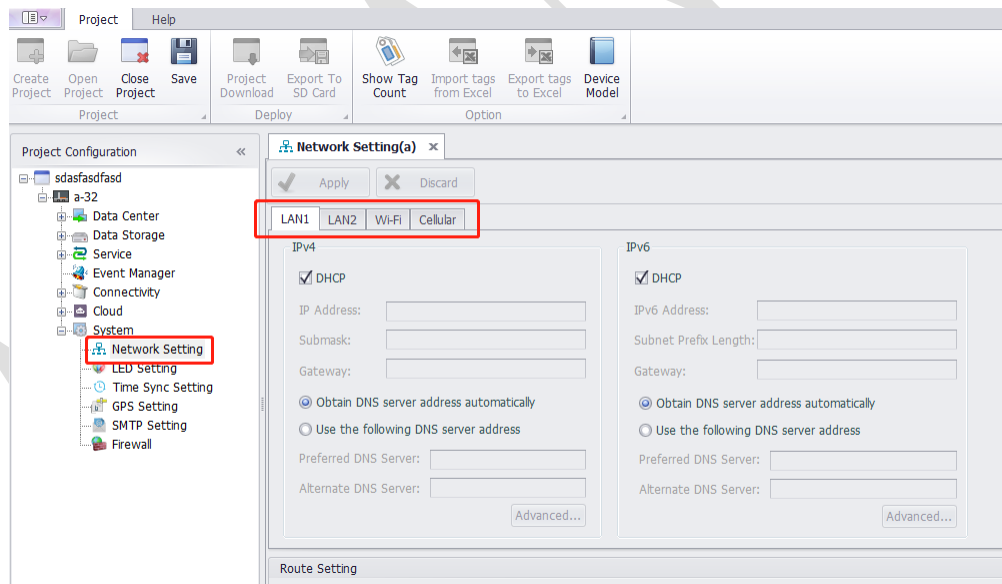 Project Help
Create Project
Open Project
Close Project
Save
Project Download
Export To SD Card
Show Tag Count
Import tags from Excel
Export tags to Excel
Device Model
Project
Deploy
Option
Project Configuration «
sdasfasdfasd
a-32
Data Center
Data Storage
Service
Event Manager
Connectivity
Cloud
System
Network Setting
LED Setting
Time Sync Setting
GPS Setting
SMTP Setting
Firewall
Network Setting(a) x
Apply Discard
LAN1 LAN2 Wi-Fi Cellular
IPv4
DHCP
IP Address:
Submask:
Gateway:
Obtain DNS server address automatically
Use the following DNS server address
Preferred DNS Server:
Alternate DNS Server:
Advanced...
IPv6
DHCP
IPv6 Address:
Subnet Prefix Length:
Gateway:
Obtain DNS server address automatically
Use the following DNS server address
Preferred DNS Server:
Alternate DNS Server:
Advanced...
Route Setting